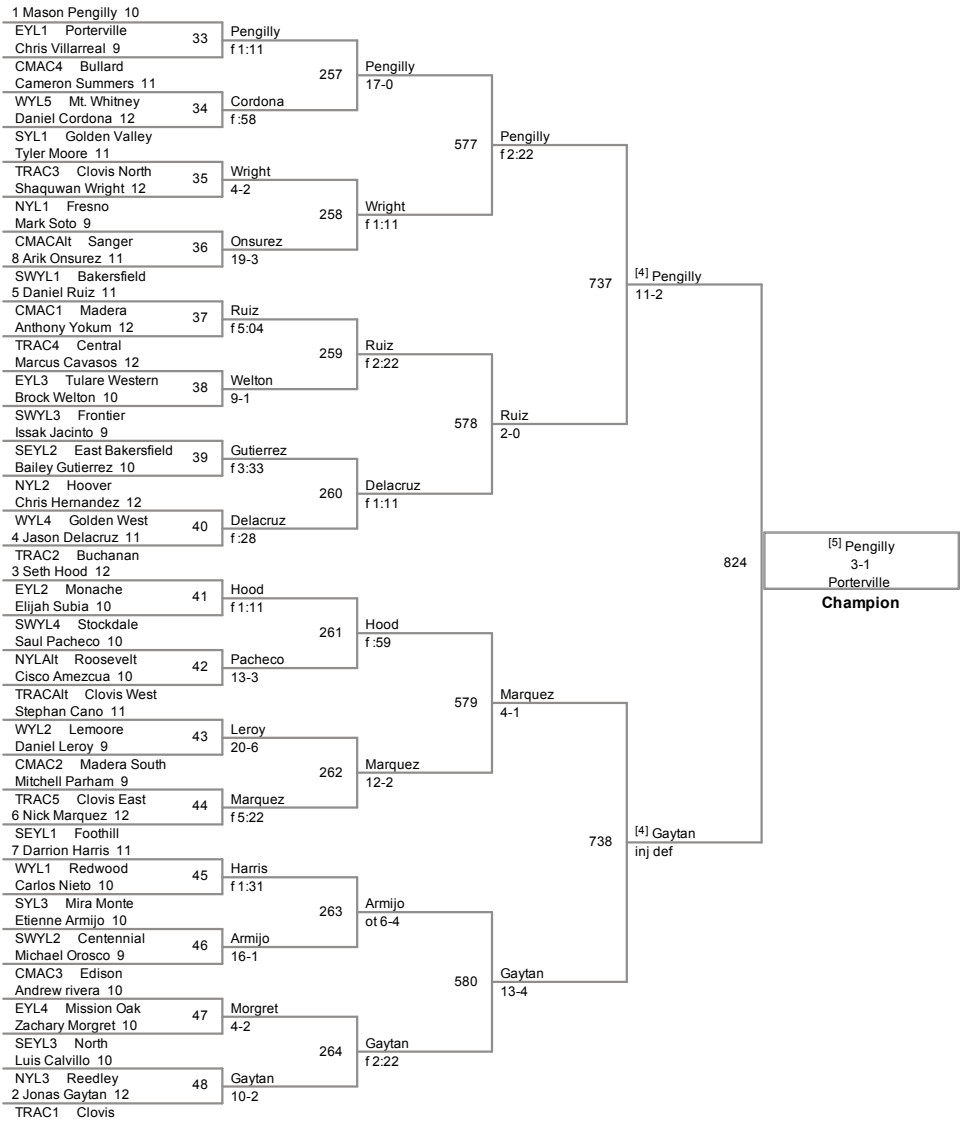 1 Mason Pengilly 10
EYL1 Porterville
Chris Villarreal 9
CMAC4 Bullard
Cameron Summers 11
WYL5 Mt. Whitney
Daniel Cordona 12
SYL1 Golden Valley
Tyler Moore 11
TRAC3 Clovis North
Shaquwan Wright 12
NYL1 Fresno
Mark Soto 9
CMACAlt Sanger
8 Arik Onsurez 11
SWYL1 Bakersfield
5 Daniel Ruiz 11
CMAC1 Madera
Anthony Yokum 12
TRAC4 Central
Marcus Cavasos 12
EYL3 Tulare Western
Brock Welton 10
SWYL3 Frontier
Issak Jacinto 9
SEYL2 East Bakersfield
Bailey Gutierrez 10
NYL2 Hoover
Chris Hernandez 12
WYL4 Golden West
4 Jason Delacruz 11
TRAC2 Buchanan
3 Seth Hood 12
EYL2 Monache
Elijah Subia 10
SWYL4 Stockdale
Saul Pacheco 10
NYLAlt Roosevelt
Cisco Amezcua 10
TRACAlt Clovis West
Stephan Cano 11
WYL2 Lemoore
Daniel Leroy 9
CMAC2 Madera South
Mitchell Parham 9
TRAC5 Clovis East
6 Nick Marquez 12
SEYL1 Foothill
7 Darrion Harris 11
WYL1 Redwood
Carlos Nieto 10
SYL3 Mira Monte
Etienne Armijo 10
SWYL2 Centennial
Michael Orosco 9
CMAC3 Edison
Andrew rivera 10
EYL4 Mission Oak
Zachary Morgret 10
SEYL3 North
Luis Calvillo 10
NYL3 Reedley
2 Jonas Gaytan 12
TRAC1 Clovis
33
34
35
36
37
38
39
40
41
42
43
44
45
46
47
48
Pengilly
f 1:11
Cordona
f :58
Wright
4-2
Onsurez
19-3
Ruiz
f 5:04
Welton
9-1
Gutierrez
f 3:33
Delacruz
f :28
Hood
f 1:11
Pacheco
13-3
Leroy
20-6
Marquez
f 5:22
Harris
f 1:31
Armijo
16-1
Morgret
4-2
Gaytan
10-2
257
258
259
260
261
262
263
264
Pengilly
17-0
Wright
f 1:11
Ruiz
f 2:22
Delacruz
f 1:11
Hood
f :59
Marquez
12-2
Armijo
ot 6-4
Gaytan
f 2:22
577
578
579
580
Pengilly
f 2:22
Ruiz
2-0
Marquez
4-1
Gaytan
13-4
737
738
[4] Pengilly
11-2
[4] Gaytan
inj def
824
[5] Pengilly
3-1
Porterville
Champion